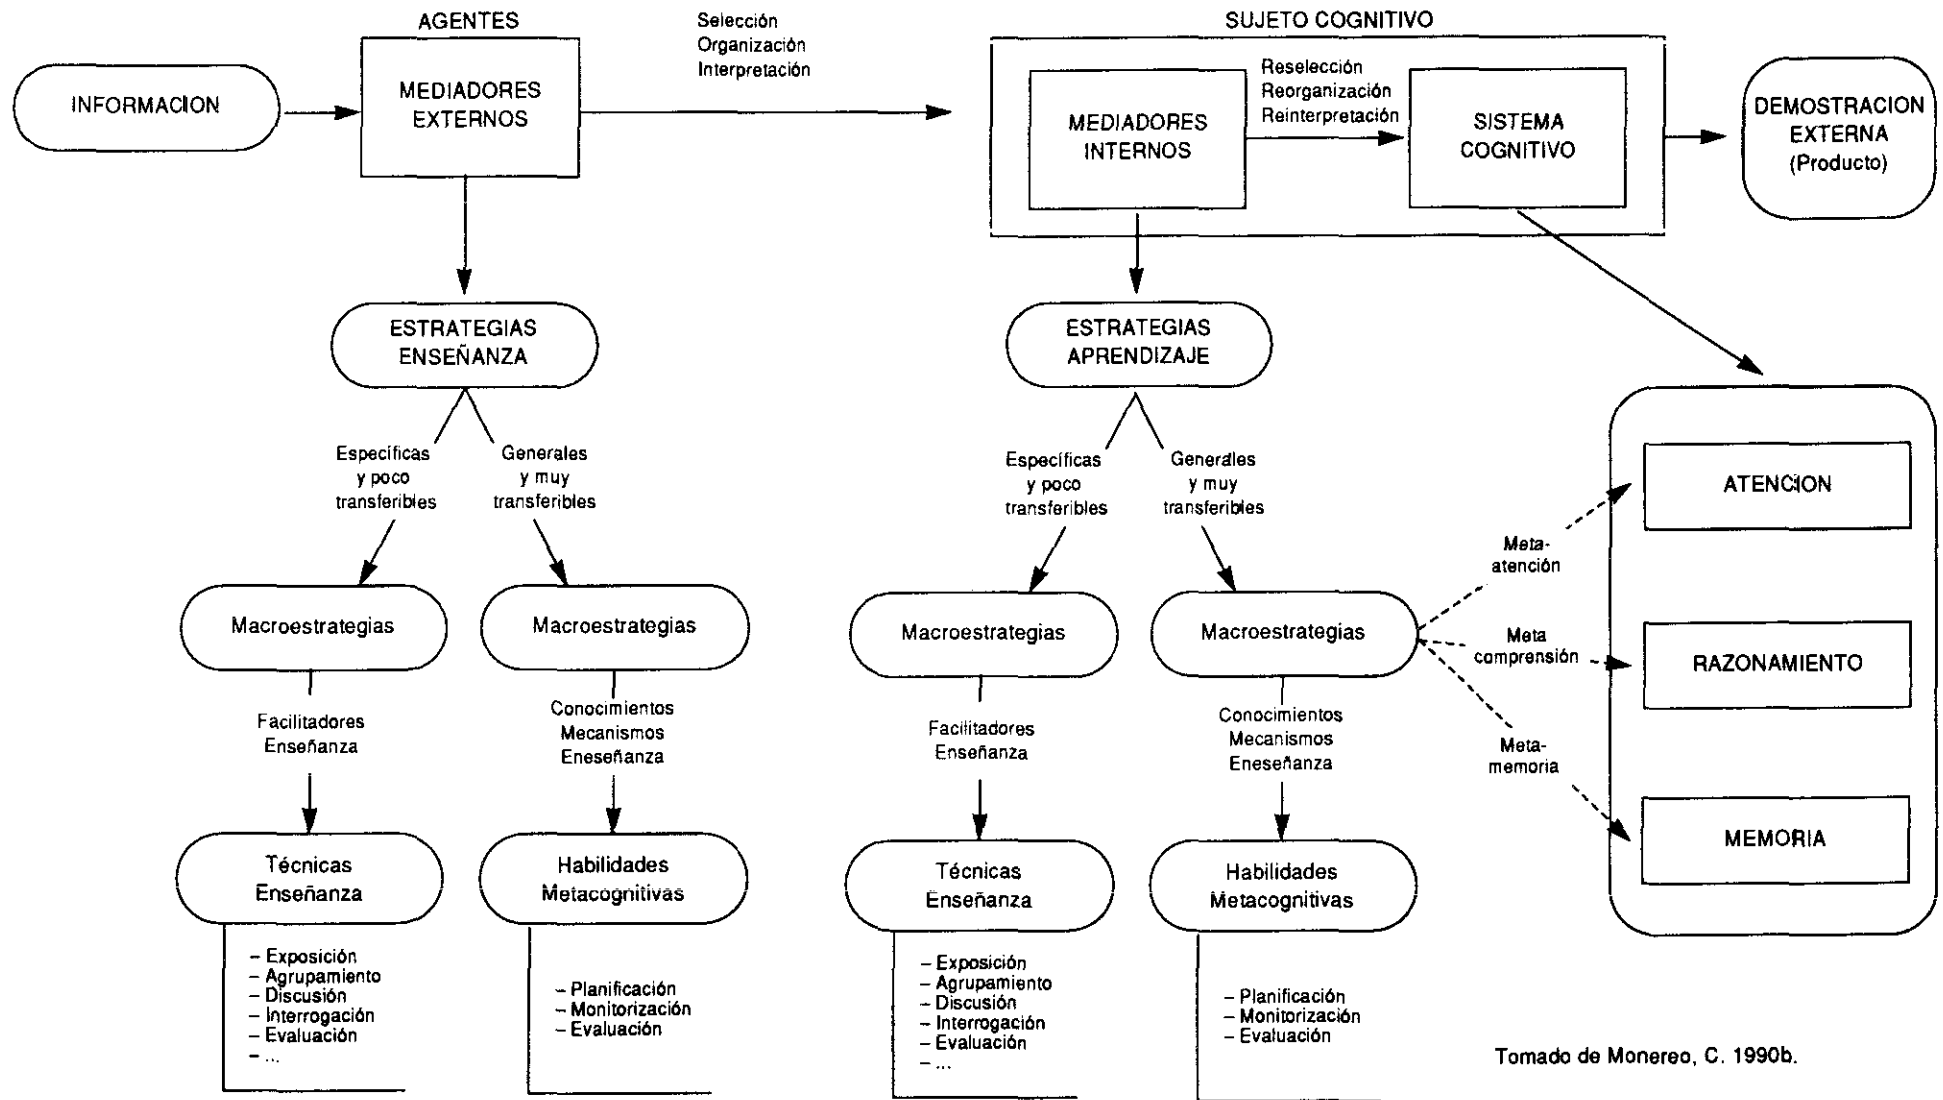 AGENTES
Selección
Organización
Interpretación
SUJETO COGNITIVO
INFORMACION
MEDIADORES
EXTERNOS
MEDIADORES
INTERNOS
Reselección
Reorganización
Reinterpretación
SISTEMA
COGNITIVO
DEMOSTRACION
EXTERNA
(Producto)
ESTRATEGIAS
ENSEÑANZA
ESTRATEGIAS
APRENDIZAJE
Específicas
y poco
transferibles
Generales
y muy
transferibles
Específicas
y poco
transferibles
Generales
y muy
transferibles
Macroestrategias
Macroestrategias
Macroestrategias
Macroestrategias
Meta-
atención
Meta
comprensión
Meta-
memoria
ATENCION
RAZONAMIENTO
MEMORIA
Facilitadores
Enseñanza
Conocimientos
Mecanismos
Eneseñanza
Facilitadores
Enseñanza
Conocimientos
Mecanismos
Eneseñanza
Técnicas
Enseñanza
Habilidades
Metacognitivas
Técnicas
Enseñanza
Habilidades
Metacognitivas
– Exposición
– Agrupamiento
– Discusión
– Interrogación
– Evaluación
– ...
– Planificación
– Monitorización
– Evaluación
– Exposición
– Agrupamiento
– Discusión
– Interrogación
– Evaluación
– ...
– Planificación
– Monitorización
– Evaluación
Tomado de Monereo, C. 1990b.